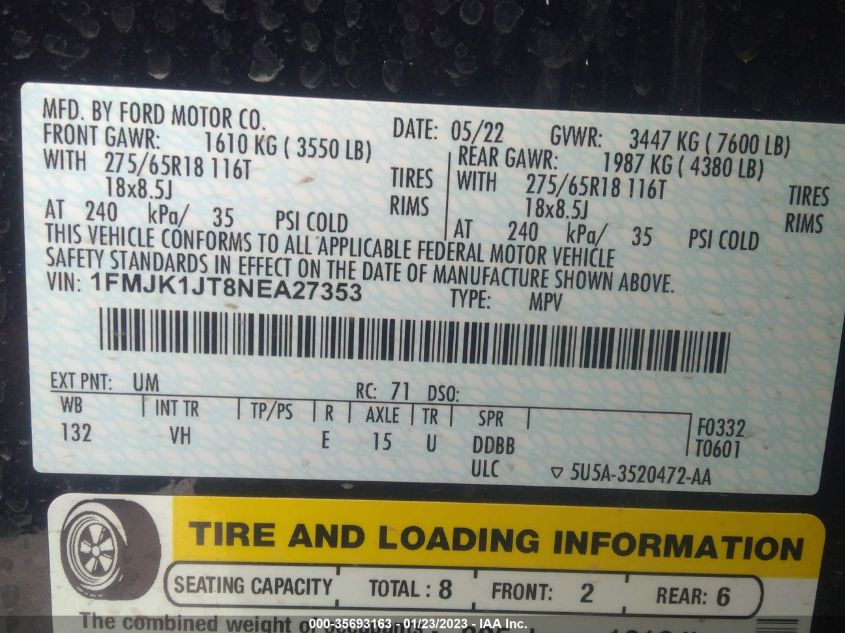 MFD. BY FORD MOTOR CO.
DATE: 05/22 GVWR: 3447 KG ( 7600 LB)
FRONT GAWR: 1610 KG ( 3550 LB)
WITH 275/65R18 116T TIRES
18x8.5J RIMS
AT 240 kPa/ 35 PSI COLD
REAR GAWR: 1987 KG ( 4380 LB)
WITH 275/65R18 116T TIRES
18x8.5J RIMS
AT 240 kPa/ 35 PSI COLD
THIS VEHICLE CONFORMS TO ALL APPLICABLE FEDERAL MOTOR VEHICLE
SAFETY STANDARDS IN EFFECT ON THE DATE OF MANUFACTURE SHOWN ABOVE.
VIN: 1FMJK1JT8NEA27353 TYPE: MPV
EXT PNT: UM RC: 71 DSO:
WB INT TR TP/PS R AXLE TR SPR
132 VH E 15 U DDBB
ULC
F0332
T0601
5U5A-3520472-AA
TIRE AND LOADING INFORMATION
SEATING CAPACITY TOTAL : 8 FRONT: 2 REAR: 6
The combined weight of
000-35693163 - 01/23/2023 - IAA Inc.